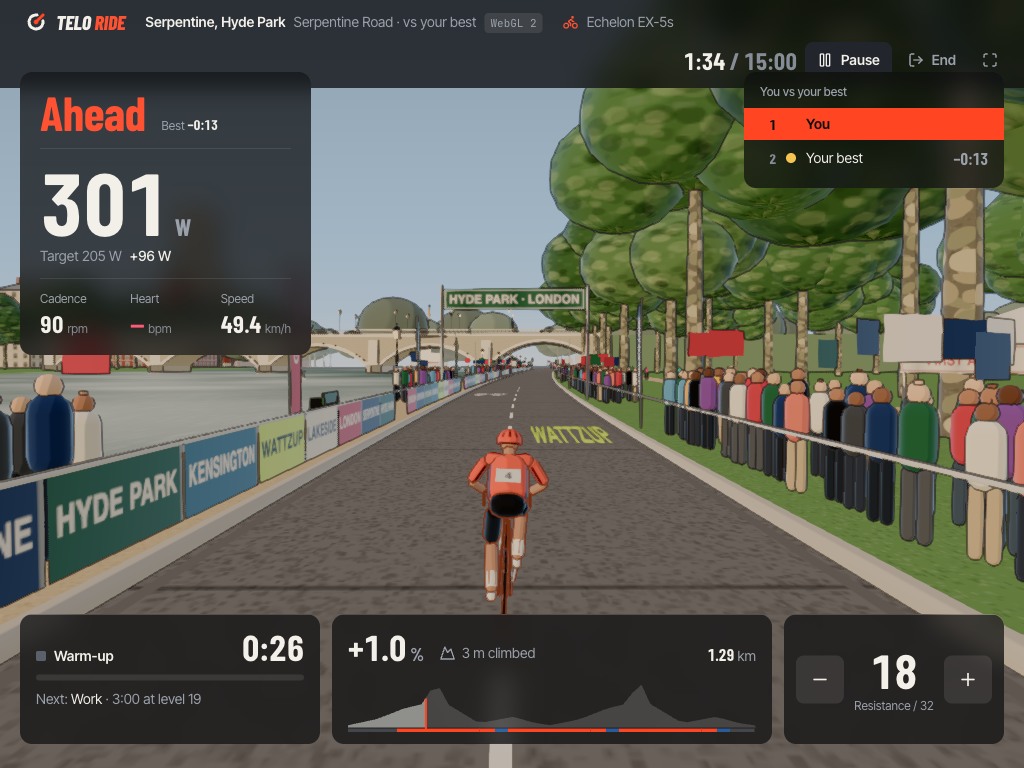 TELO RIDE
Serpentine, Hyde Park Serpentine Road · vs your best WebGL 2 Echelon EX-5s
1:34 / 15:00 Pause End
Ahead Best −0:13
301 W
Target 205 W +96 W
Cadence Heart Speed
90 rpm — bpm 49.4 km/h
You vs your best
1 You
2 Your best −0:13
HYDE PARK · LONDON
WATTZUP
HYDE PARK
KENSINGTON
WATTZUP
LAKESIDE
LONDON
4
Warm-up 0:26
Next: Work · 3:00 at level 19
+1.0 % 3 m climbed 1.29 km
− 18 +
Resistance / 32